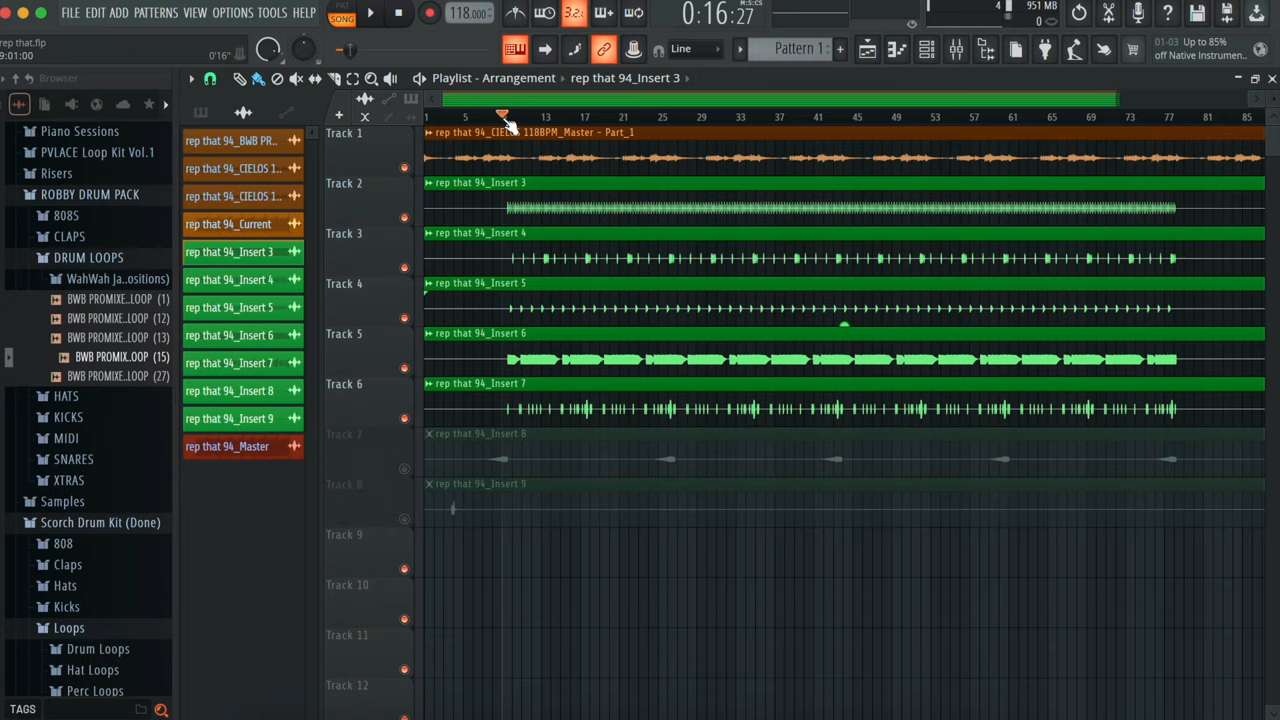 FILE EDIT ADD PATTERNS VIEW OPTIONS TOOLS HELP
PAT
SONG
118.000
3.2.
0:16:27
M:S:CS
4
951 MB
0
rep that.flp
9:01:00
0'16"
Line
Pattern 1
01-03 Up to 85%
off Native Instrumen..
Browser
Playlist - Arrangement
rep that 94_Insert 3
Piano Sessions
PVLACE Loop Kit Vol.1
Risers
ROBBY DRUM PACK
808S
CLAPS
DRUM LOOPS
WahWah Ja..ositions)
BWB PROMIXE..LOOP (1)
BWB PROMIXE..LOOP (12)
BWB PROMIXE..LOOP (13)
BWB PROMIX..OOP (15)
BWB PROMIXE..LOOP (27)
HATS
KICKS
MIDI
SNARES
XTRAS
Samples
Scorch Drum Kit (Done)
808
Claps
Hats
Kicks
Loops
Drum Loops
Hat Loops
Perc Loops
TAGS
rep that 94_BWB PR..
rep that 94_CIELOS 1..
rep that 94_CIELOS 1..
rep that 94_Current
rep that 94_Insert 3
rep that 94_Insert 4
rep that 94_Insert 5
rep that 94_Insert 6
rep that 94_Insert 7
rep that 94_Insert 8
rep that 94_Insert 9
rep that 94_Master
1 5 13 17 21 25 29 33 37 41 45 49 53 57 61 65 69 73 77 81 85
Track 1
rep that 94_CIELOS 118BPM_Master - Part_1
Track 2
rep that 94_Insert 3
Track 3
rep that 94_Insert 4
Track 4
rep that 94_Insert 5
Track 5
rep that 94_Insert 6
Track 6
rep that 94_Insert 7
Track 7
rep that 94_Insert 8
Track 8
rep that 94_Insert 9
Track 9
Track 10
Track 11
Track 12